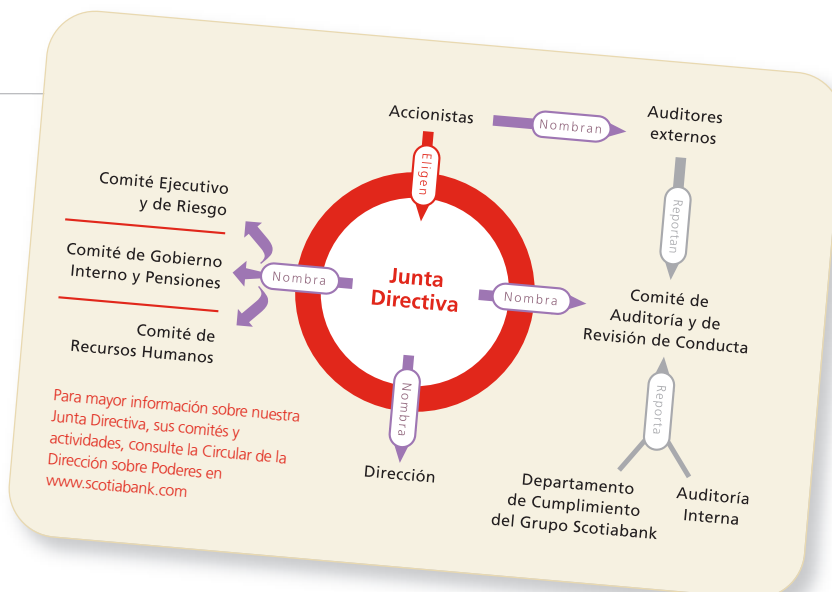 Accionistas
Nombran
Auditores
externos
Eligen
Reportan
Comité Ejecutivo
y de Riesgo
Comité de Gobierno
Interno y Pensiones
Comité de
Recursos Humanos
Nombra
Junta
Directiva
Nombra
Comité de
Auditoría y de
Revisión de Conducta
Nombra
Reporta
Dirección
Departamento
de Cumplimiento
del Grupo Scotiabank
Auditoría
Interna
Para mayor información sobre nuestra
Junta Directiva, sus comités y
actividades, consulte la Circular de la
Dirección sobre Poderes en
www.scotiabank.com